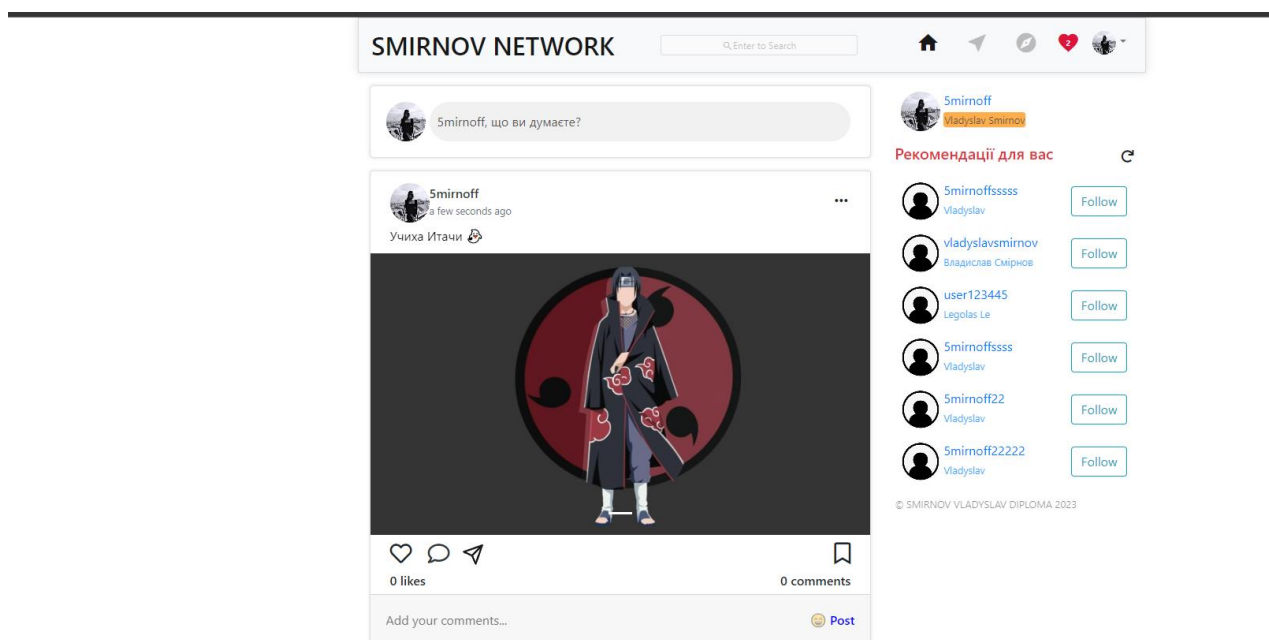 SMIRNOV NETWORK
Enter to Search
2
5mirnoff, що ви думаєте?
5mirnoff
a few seconds ago
Учиха Итачи
0 likes
0 comments
Add your comments...
Post
5mirnoff
Vladyslav Smirnov
Рекомендації для вас
5mirnoffsssss
Vladyslav
Follow
vladyslavsmirnov
Владислав Смірнов
Follow
user123445
Legolas Le
Follow
5mirnoffssss
Vladyslav
Follow
5mirnoff22
Vladyslav
Follow
5mirnoff22222
Vladyslav
Follow
© SMIRNOV VLADYSLAV DIPLOMA 2023